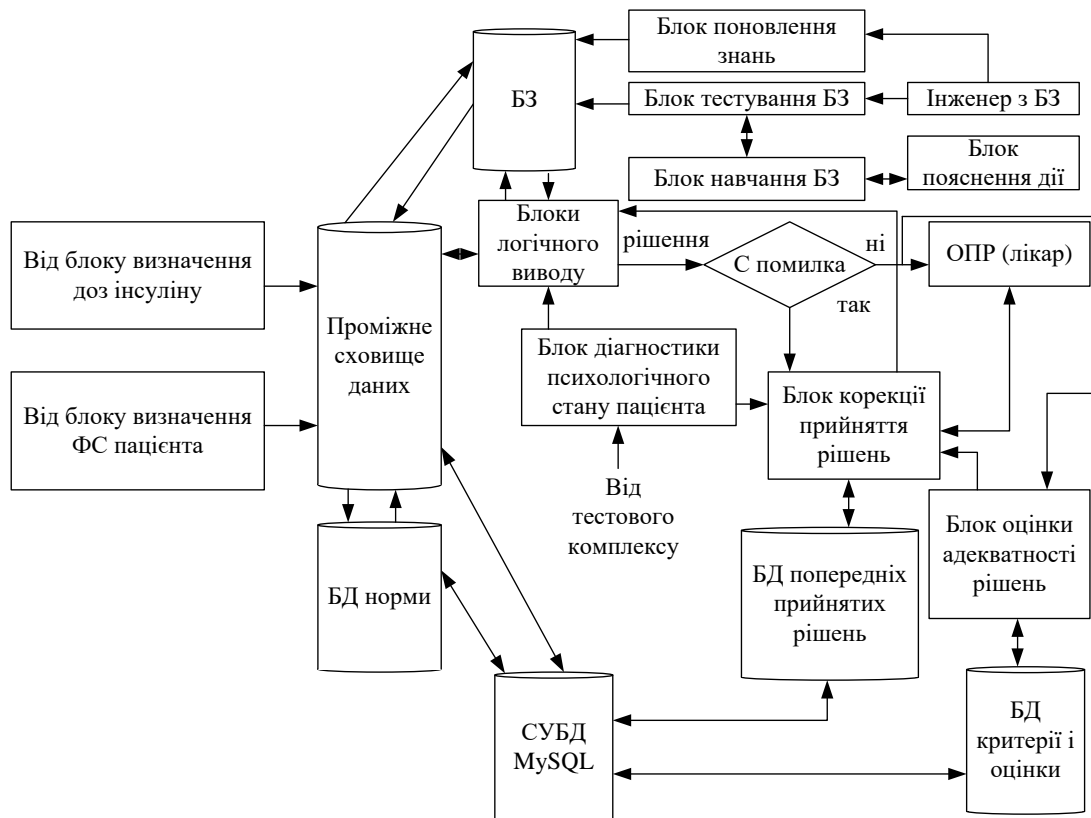 Блок поновлення
знань
БЗ
Блок тестування БЗ
Інженер з БЗ
Блок навчання БЗ
Блок
пояснення дії
Від блоку визначення
доз інсуліну
Проміжне
сховище
даних
Блоки
логічного
виводу
рішення
С помилка
ні
так
ОПР (лікар)
Від блоку визначення
ФС пацієнта
Блок діагностики
психологічного
стану пацієнта
Блок корекції
прийняття
рішень
Від
тестового
комплексу
Блок оцінки
адекватності
рішень
БД норми
БД попередніх
прийнятих
рішень
СУБД
MySQL
БД
критерії і
оцінки